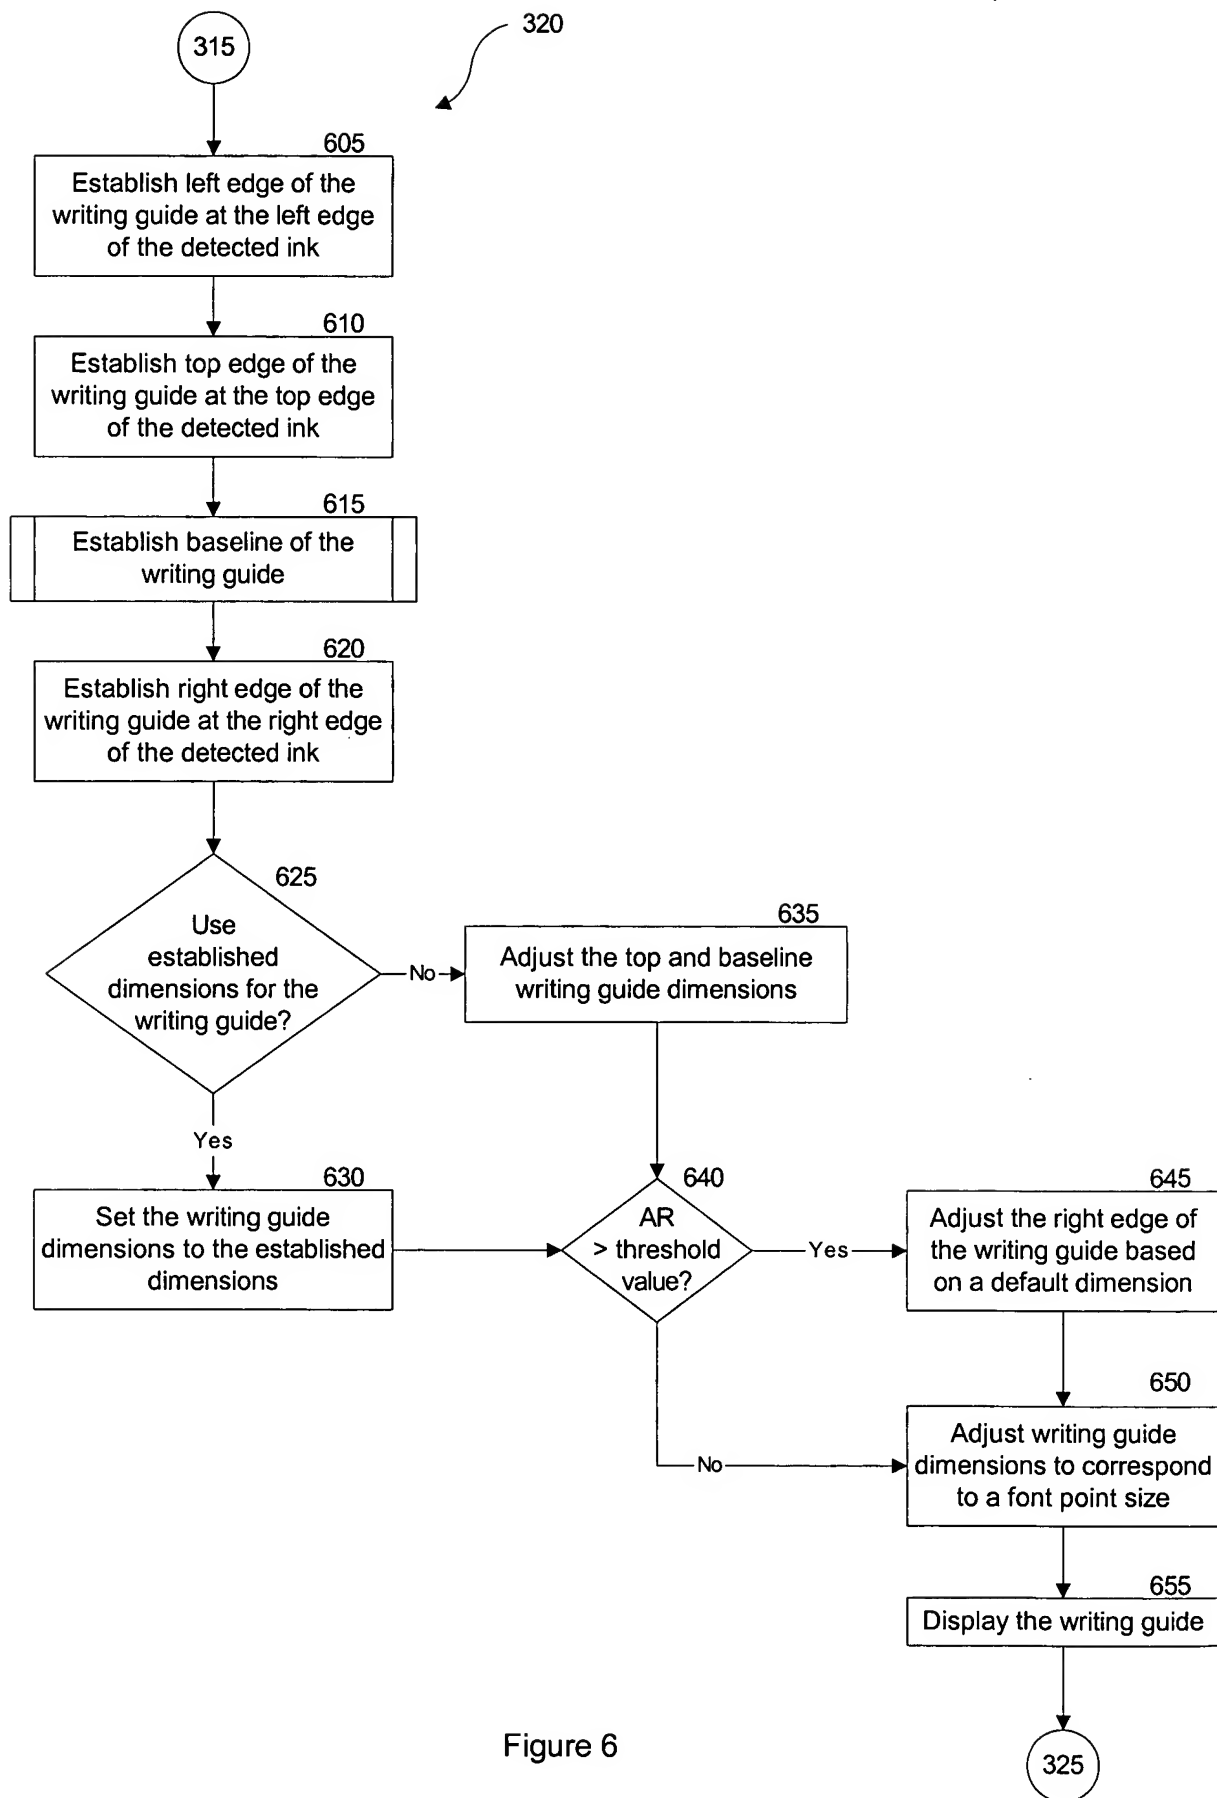 320
315
605
Establish left edge of the
writing guide at the left edge
of the detected ink
610
Establish top edge of the
writing guide at the top edge
of the detected ink
615
Establish baseline of the
writing guide
620
Establish right edge of the
writing guide at the right edge
of the detected ink
625
Use
established
dimensions for the
writing guide?
No
635
Adjust the top and baseline
writing guide dimensions
Yes
630
Set the writing guide
dimensions to the established
dimensions
640
AR
> threshold
value?
Yes
645
Adjust the right edge of
the writing guide based
on a default dimension
No
650
Adjust writing guide
dimensions to correspond
to a font point size
655
Display the writing guide
325
Figure 6